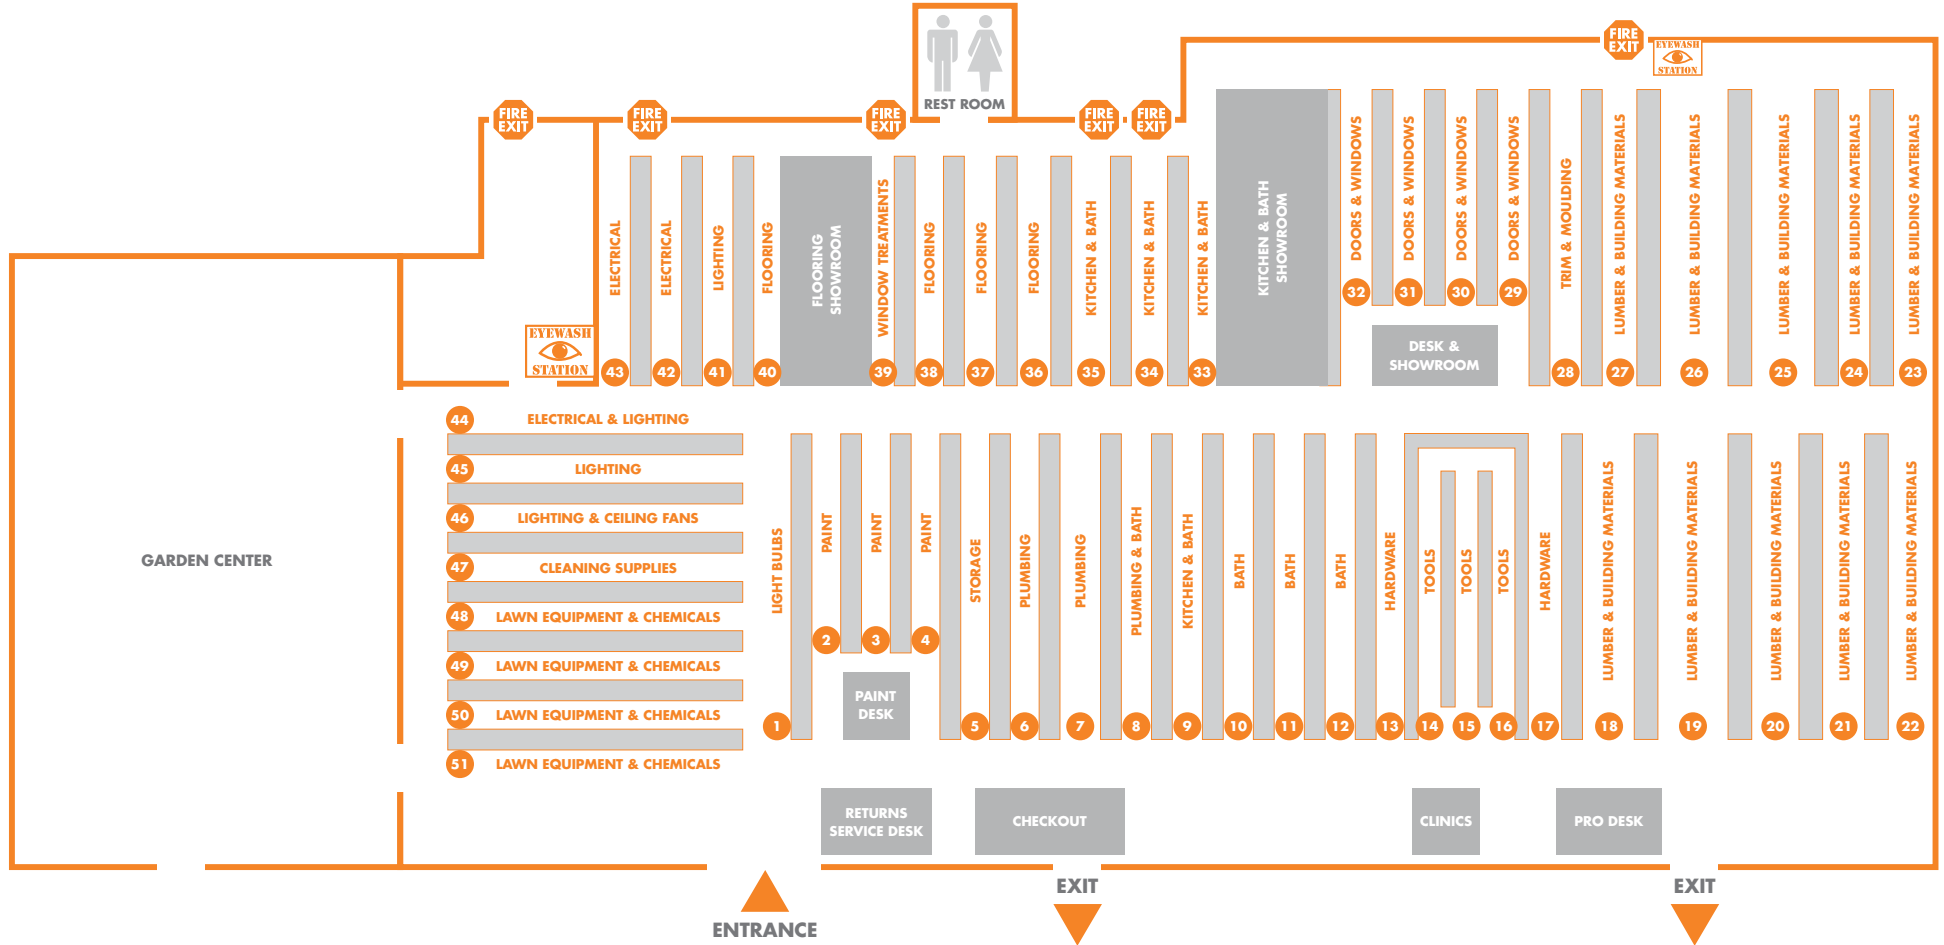 REST ROOM
FIRE
EXIT
FIRE
EXIT
FIRE
EXIT
FIRE
EXIT
FIRE
EXIT
FIRE
EXIT
EYEWASH
STATION
EYEWASH
STATION
ELECTRICAL
43
ELECTRICAL
42
LIGHTING
41
FLOORING
40
FLOORING
SHOWROOM
WINDOW TREATMENTS
39
FLOORING
38
FLOORING
37
FLOORING
36
KITCHEN & BATH
35
KITCHEN & BATH
34
KITCHEN & BATH
33
KITCHEN & BATH
SHOWROOM
DOORS & WINDOWS
32
DOORS & WINDOWS
31
DOORS & WINDOWS
30
DOORS & WINDOWS
29
DESK &
SHOWROOM
TRIM & MOULDING
28
LUMBER & BUILDING MATERIALS
27
LUMBER & BUILDING MATERIALS
26
LUMBER & BUILDING MATERIALS
25
LUMBER & BUILDING MATERIALS
24
LUMBER & BUILDING MATERIALS
23
GARDEN CENTER
44 ELECTRICAL & LIGHTING
45 LIGHTING
46 LIGHTING & CEILING FANS
47 CLEANING SUPPLIES
48 LAWN EQUIPMENT & CHEMICALS
49 LAWN EQUIPMENT & CHEMICALS
50 LAWN EQUIPMENT & CHEMICALS
51 LAWN EQUIPMENT & CHEMICALS
LIGHT BULBS
1
PAINT
2
PAINT
3
PAINT
4
PAINT
DESK
STORAGE
5
PLUMBING
6
PLUMBING
7
PLUMBING & BATH
8
KITCHEN & BATH
9
BATH
10
BATH
11
BATH
12
HARDWARE
13
TOOLS
14
TOOLS
15
TOOLS
16
HARDWARE
17
LUMBER & BUILDING MATERIALS
18
LUMBER & BUILDING MATERIALS
19
LUMBER & BUILDING MATERIALS
20
LUMBER & BUILDING MATERIALS
21
LUMBER & BUILDING MATERIALS
22
RETURNS
SERVICE DESK
CHECKOUT
CLINICS
PRO DESK
ENTRANCE
EXIT
EXIT